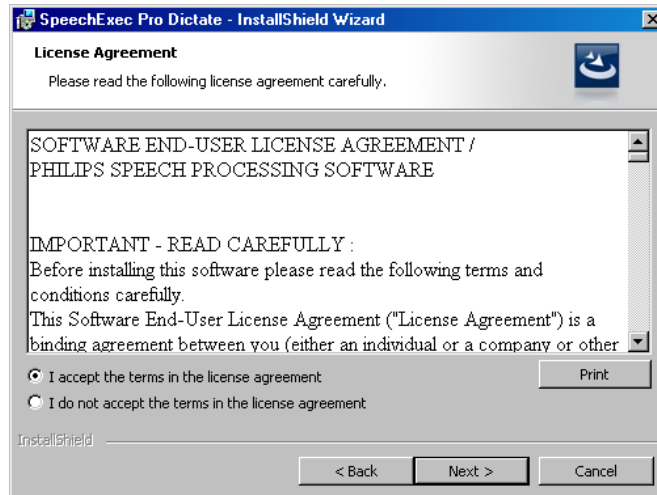 SpeechExec Pro Dictate - InstallShield Wizard
License Agreement
Please read the following license agreement carefully.
SOFTWARE END-USER LICENSE AGREEMENT /
PHILIPS SPEECH PROCESSING SOFTWARE
IMPORTANT - READ CAREFULLY :
Before installing this software please read the following terms and
conditions carefully.
This Software End-User License Agreement ("License Agreement") is a
binding agreement between you (either an individual or a company or other
I accept the terms in the license agreement
Print
I do not accept the terms in the license agreement
InstallShield
< Back Next > Cancel